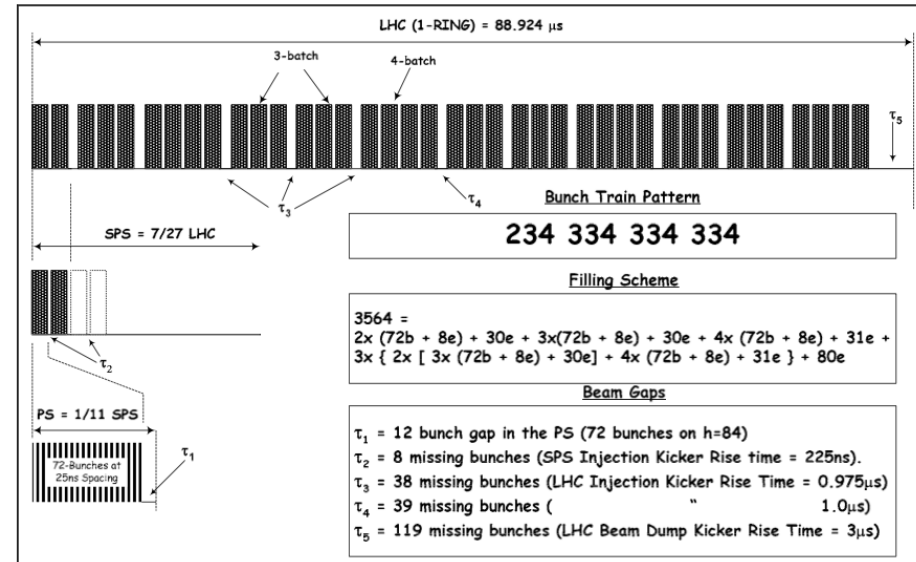 LHC (1-RING) = 88.924 μs
3-batch
4-batch
τ5
τ3
τ4
Bunch Train Pattern
234 334 334 334
SPS = 7/27 LHC
τ2
Filling Scheme
3564 =
2x (72b + 8e) + 30e + 3x(72b + 8e) + 30e + 4x (72b + 8e) + 31e +
3x { 2x [ 3x (72b + 8e) + 30e] + 4x (72b + 8e) + 31e } + 80e
PS = 1/11 SPS
τ1
72-Bunches at
25ns Spacing
Beam Gaps
τ1 = 12 bunch gap in the PS (72 bunches on h=84)
τ2 = 8 missing bunches (SPS Injection Kicker Rise time = 225ns).
τ3 = 38 missing bunches (LHC Injection Kicker Rise Time = 0.975μs)
τ4 = 39 missing bunches ( " 1.0μs)
τ5 = 119 missing bunches (LHC Beam Dump Kicker Rise Time = 3μs)